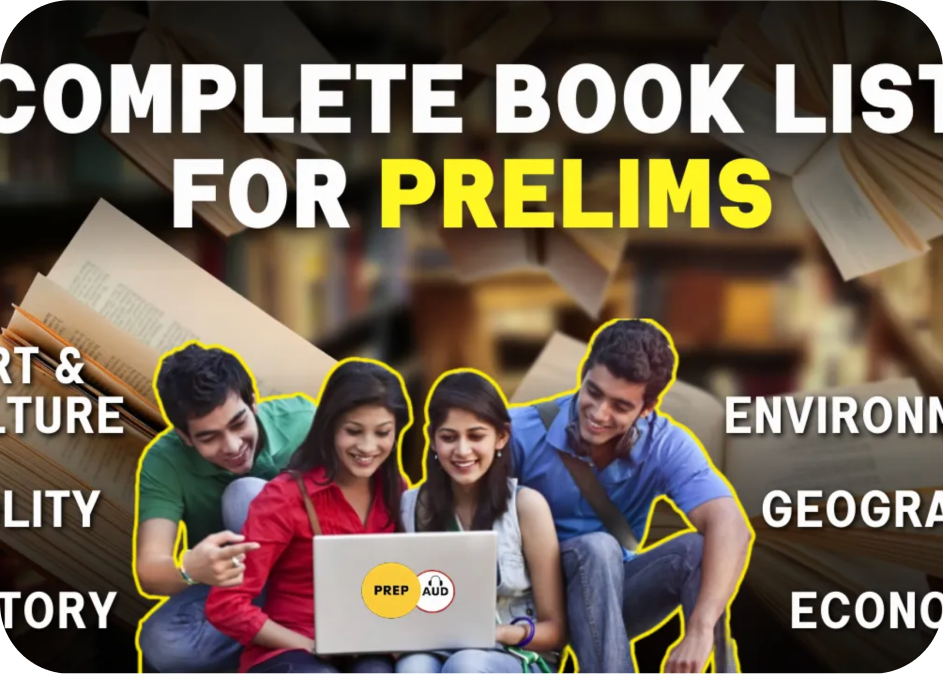 COMPLETE BOOK LIST
FOR PRELIMS
RT &
LTURE
LITY
TORY
ENVIRONM
GEOGRA
ECONO
PREP
AUD